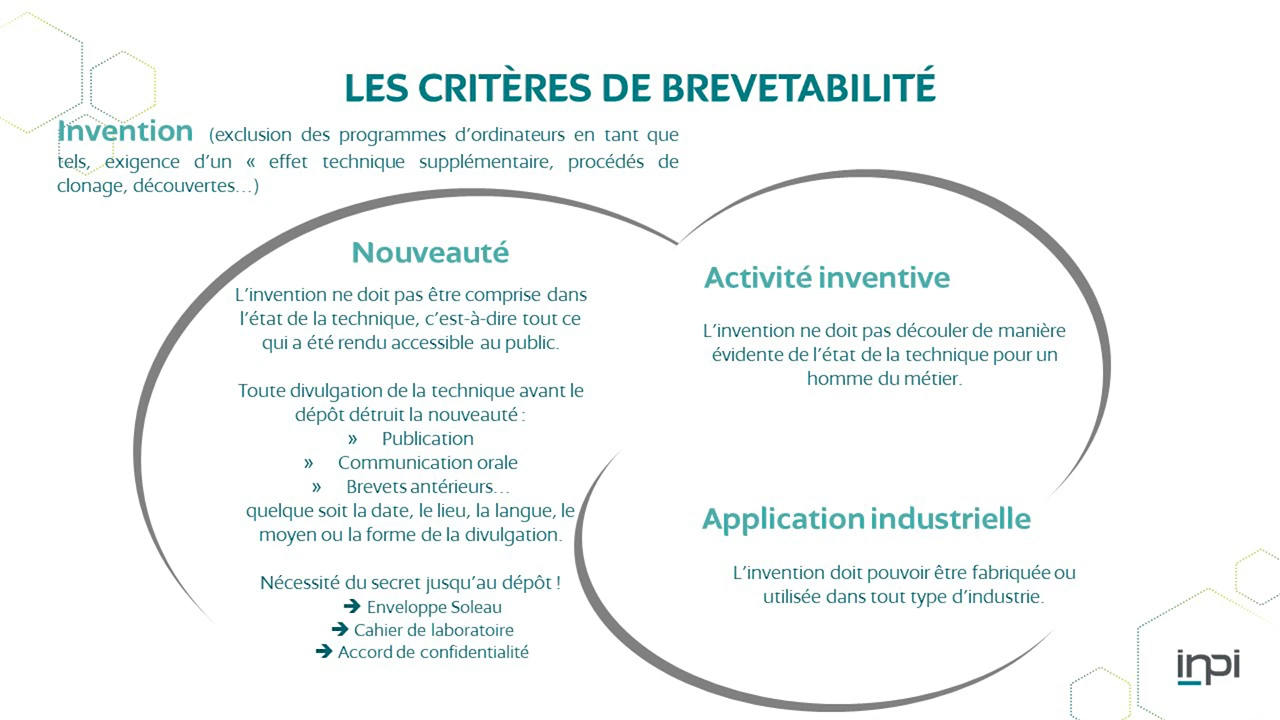 LES CRITÈRES DE BREVETABILITÉ
Invention (exclusion des programmes d'ordinateurs en tant que
tels, exigence d'un « effet technique supplémentaire, procédés de
clonage, découvertes…)
Nouveauté
L'invention ne doit pas être comprise dans
l'état de la technique, c'est-à-dire tout ce
qui a été rendu accessible au public.
Toute divulgation de la technique avant le
dépôt détruit la nouveauté :
» Publication
» Communication orale
» Brevets antérieurs…
quelque soit la date, le lieu, la langue, le
moyen ou la forme de la divulgation.
Nécessité du secret jusqu'au dépôt !
➔ Enveloppe Soleau
➔ Cahier de laboratoire
➔ Accord de confidentialité
Activité inventive
L'invention ne doit pas découler de manière
évidente de l'état de la technique pour un
homme du métier.
Application industrielle
L'invention doit pouvoir être fabriquée ou
utilisée dans tout type d'industrie.
inpi